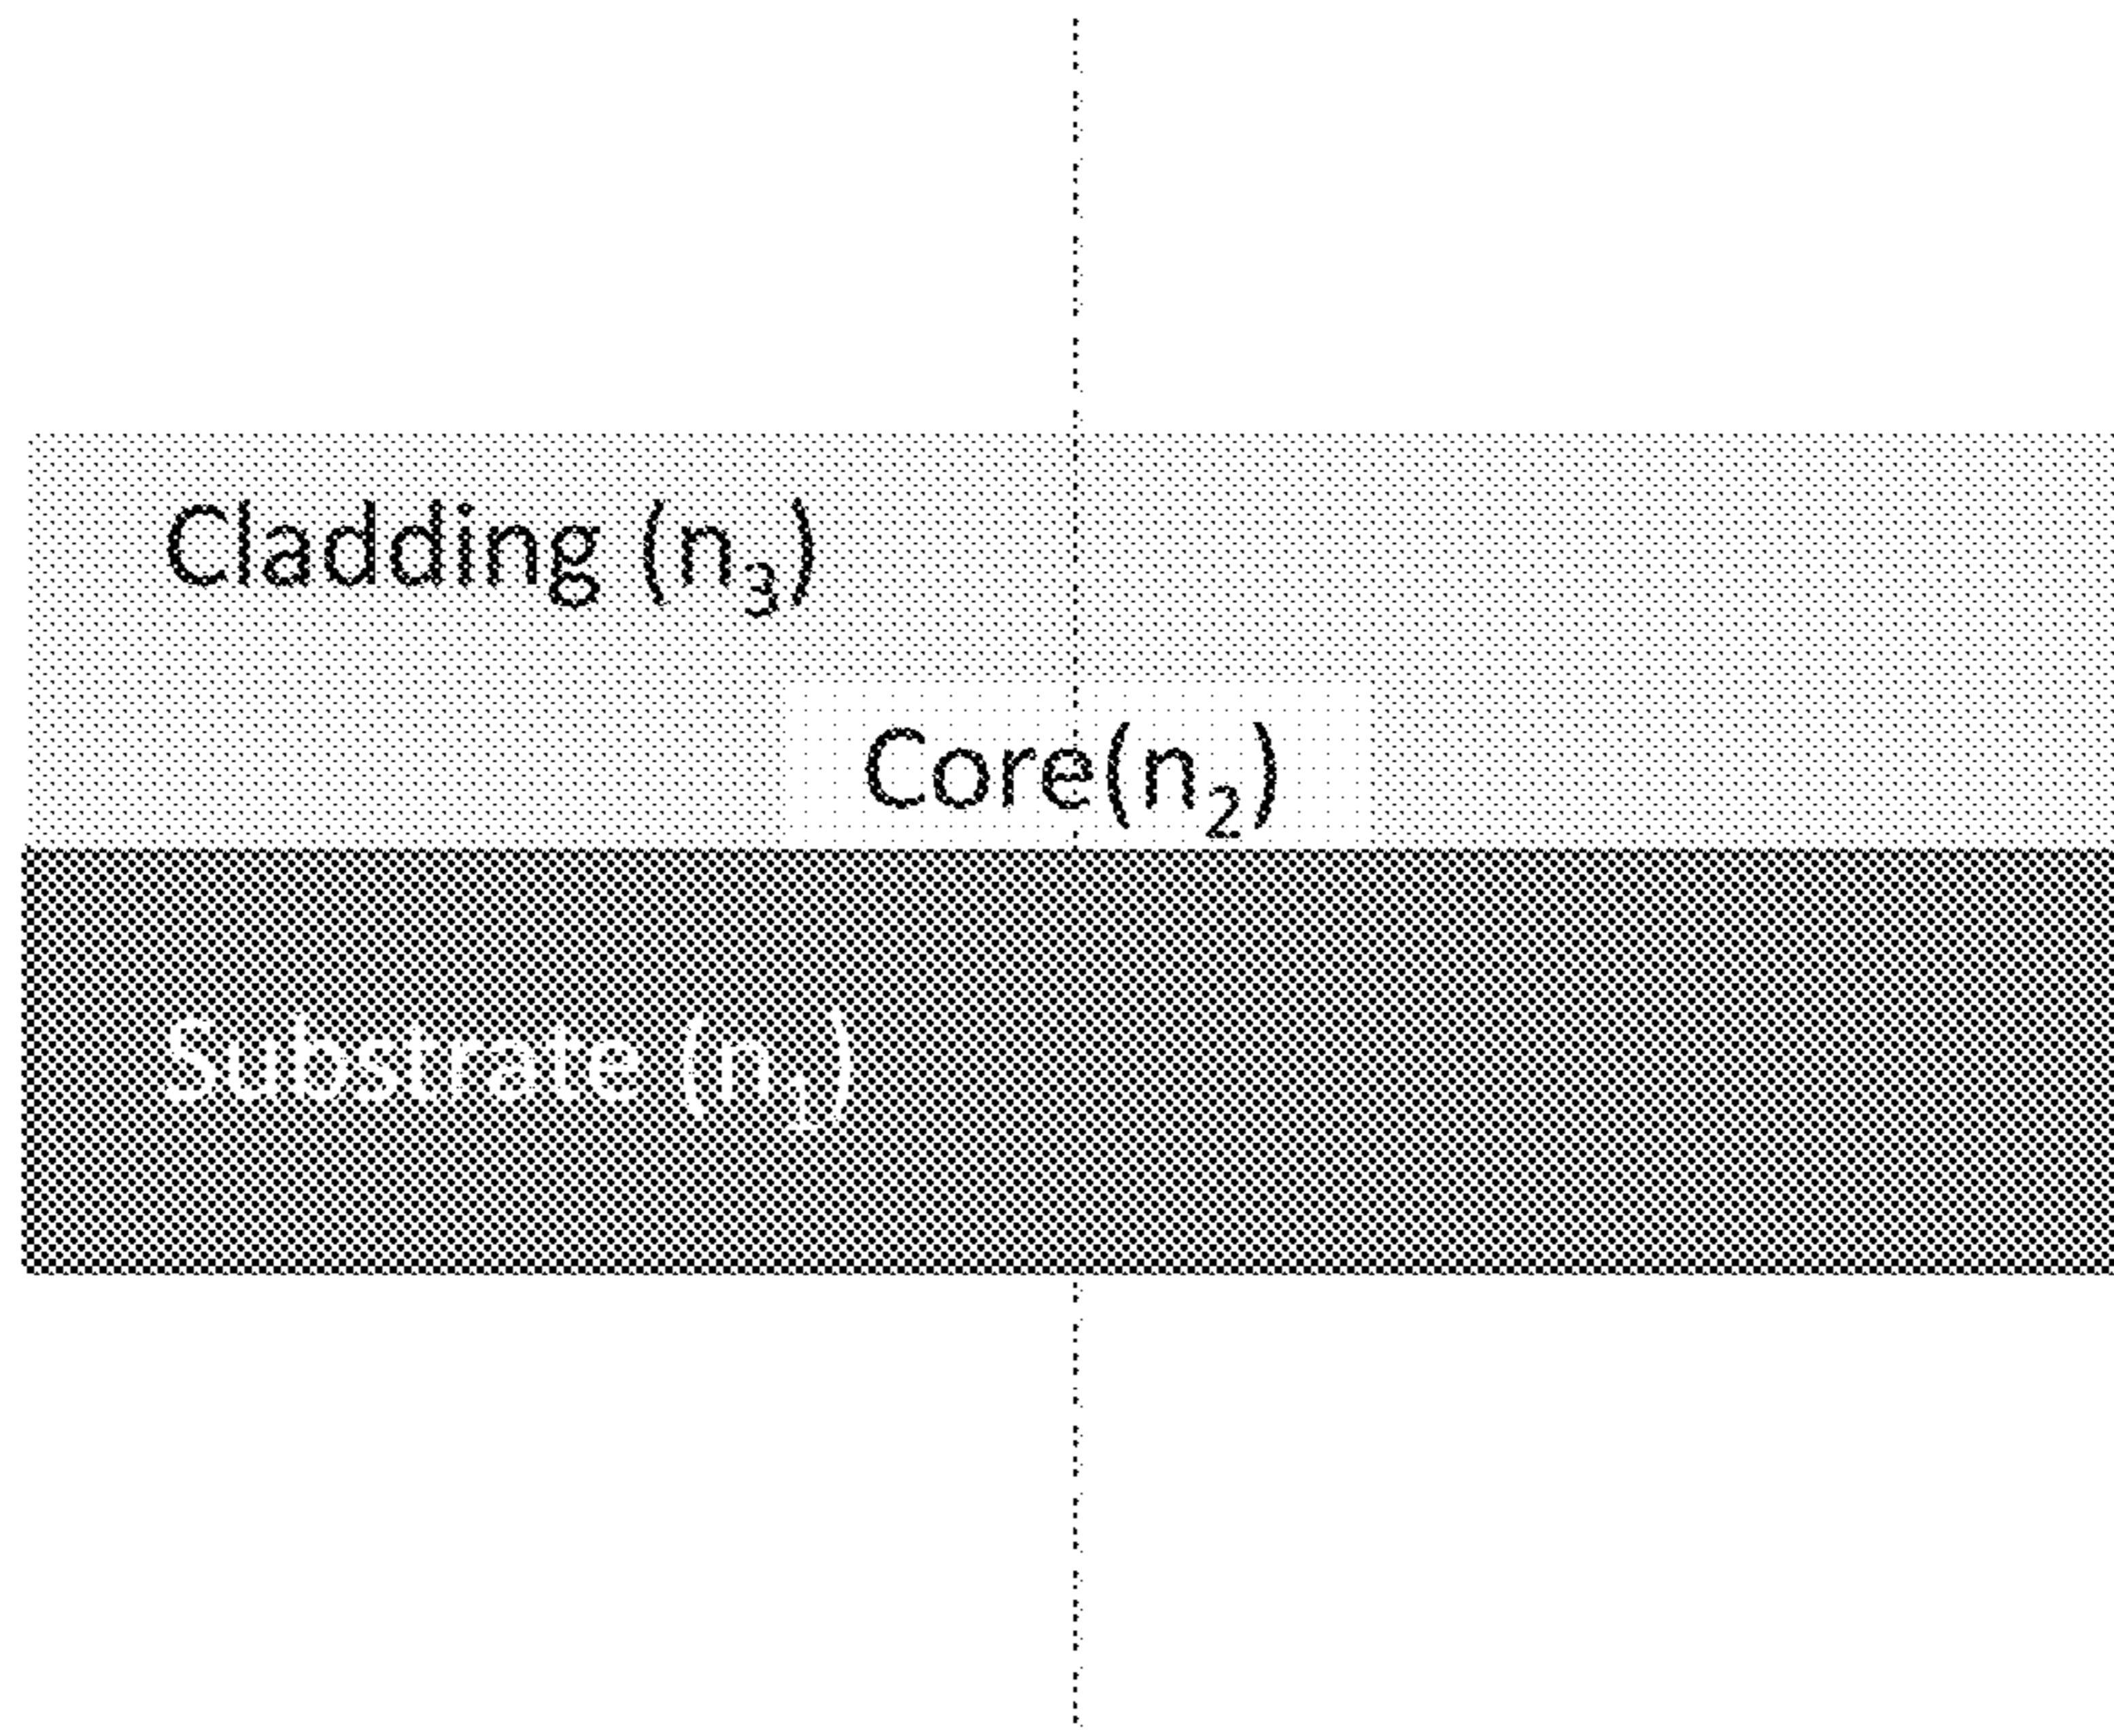 Cladding (n₃)
Core(n₂)
Substrate (n₁)